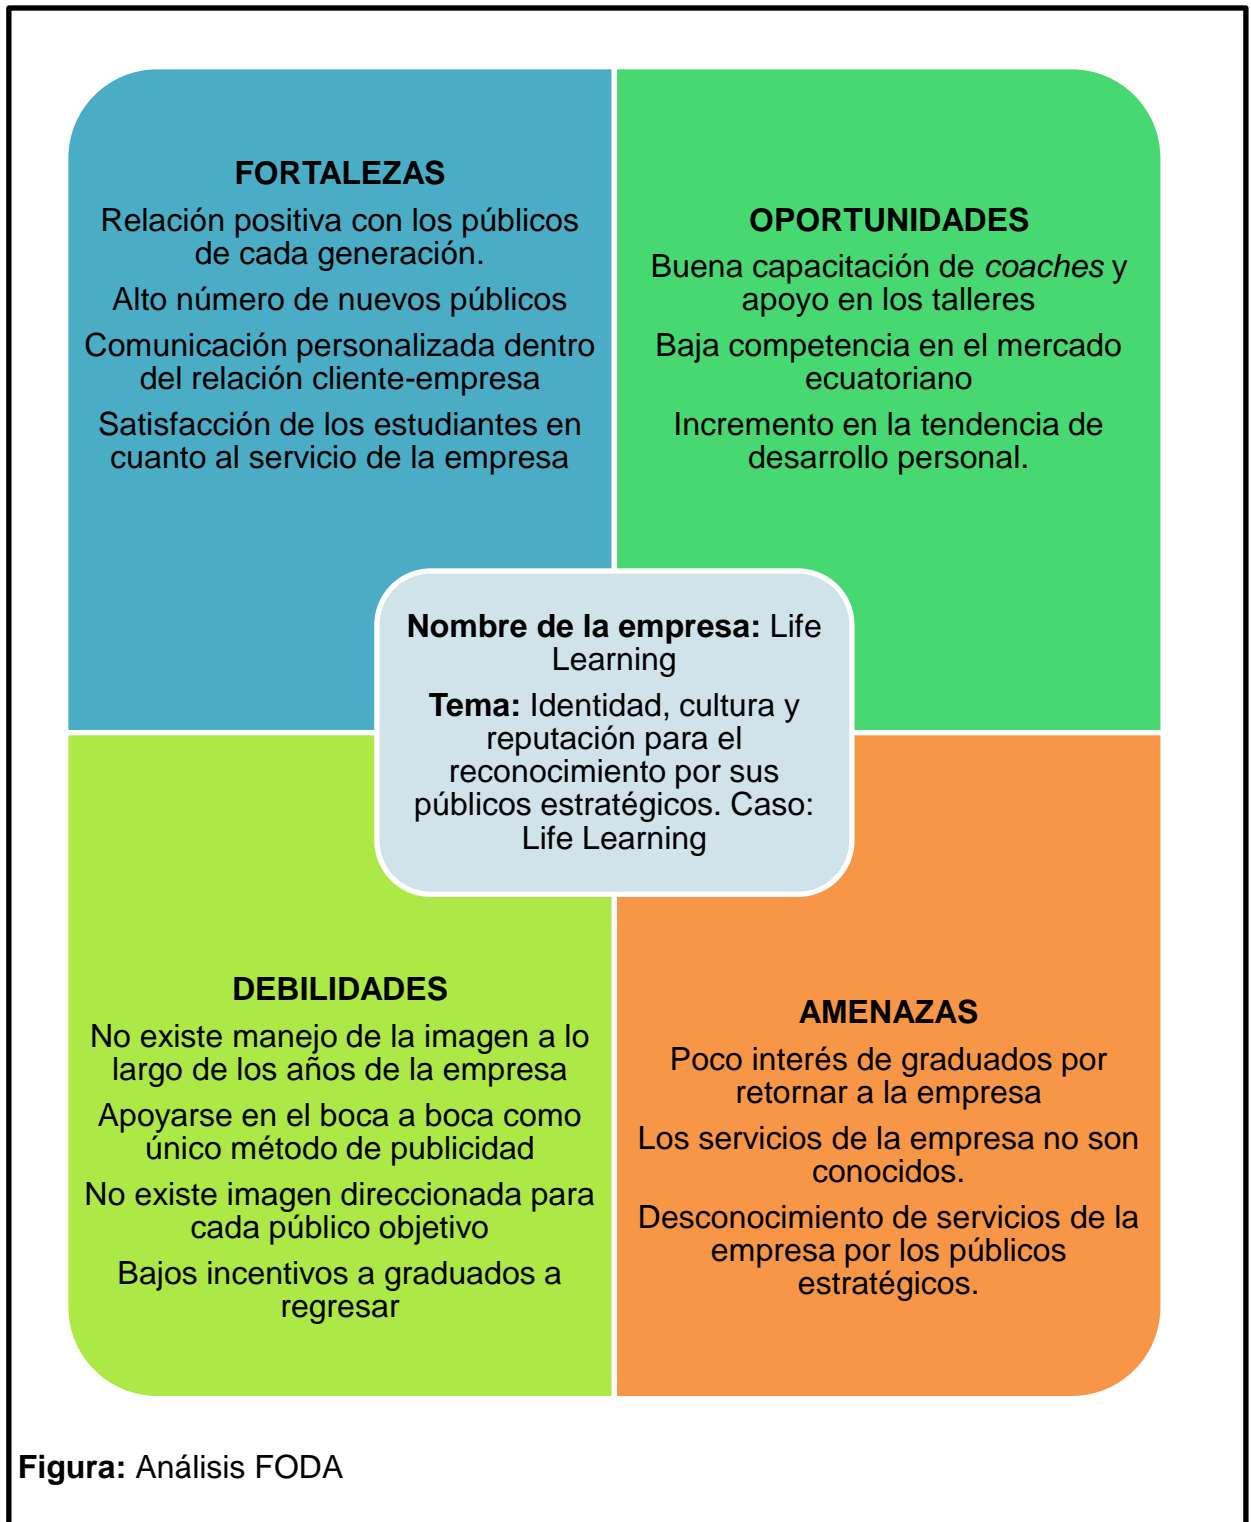 FORTALEZAS
Relación positiva con los públicos
de cada generación.
Alto número de nuevos públicos
Comunicación personalizada dentro
del relación cliente-empresa
Satisfacción de los estudiantes en
cuanto al servicio de la empresa
OPORTUNIDADES
Buena capacitación de coaches y
apoyo en los talleres
Baja competencia en el mercado
ecuatoriano
Incremento en la tendencia de
desarrollo personal.
Nombre de la empresa: Life
Learning
Tema: Identidad, cultura y
reputación para el
reconocimiento por sus
públicos estratégicos. Caso:
Life Learning
DEBILIDADES
No existe manejo de la imagen a lo
largo de los años de la empresa
Apoyarse en el boca a boca como
único método de publicidad
No existe imagen direccionada para
cada público objetivo
Bajos incentivos a graduados a
regresar
AMENAZAS
Poco interés de graduados por
retornar a la empresa
Los servicios de la empresa no son
conocidos.
Desconocimiento de servicios de la
empresa por los públicos
estratégicos.
Figura: Análisis FODA